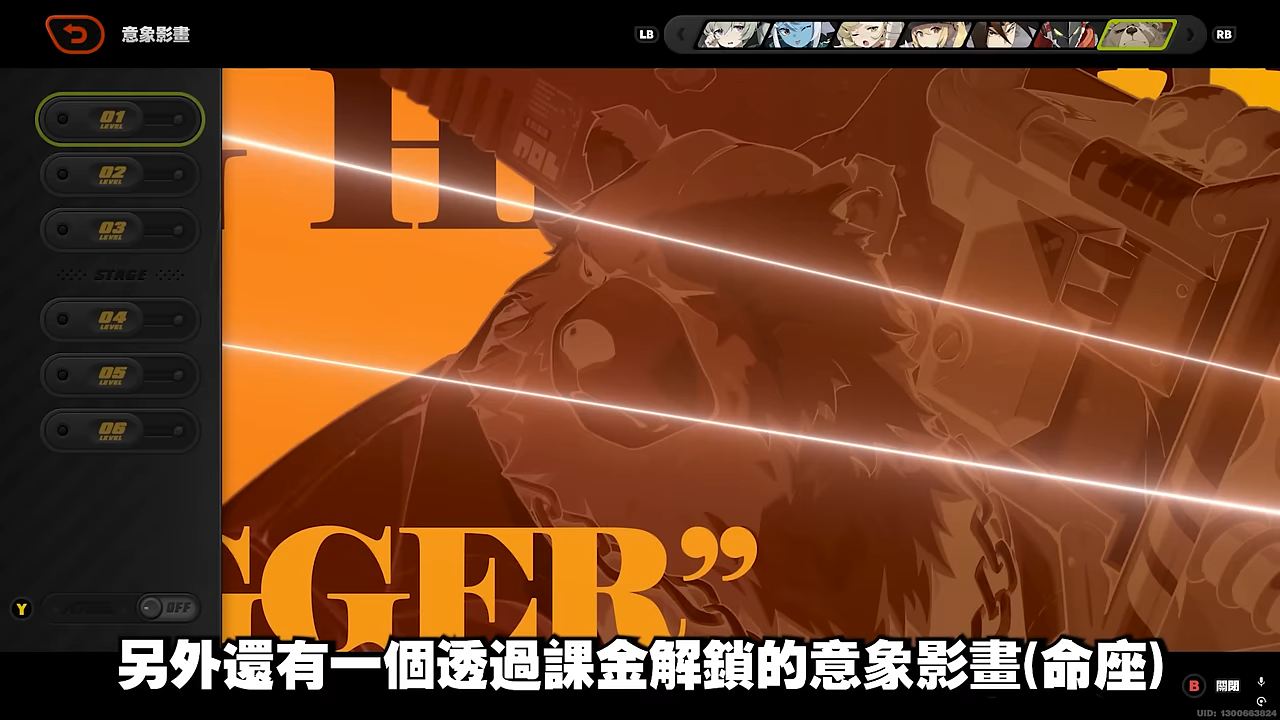 意象影畫
LB
RB
01
LEVEL
02
LEVEL
03
LEVEL
STAGE
04
LEVEL
05
LEVEL
06
LEVEL
GGER”
Y
OFF
另外還有一個透過課金解鎖的意象影畫(命座)
B 關閉
UID: 1300663824